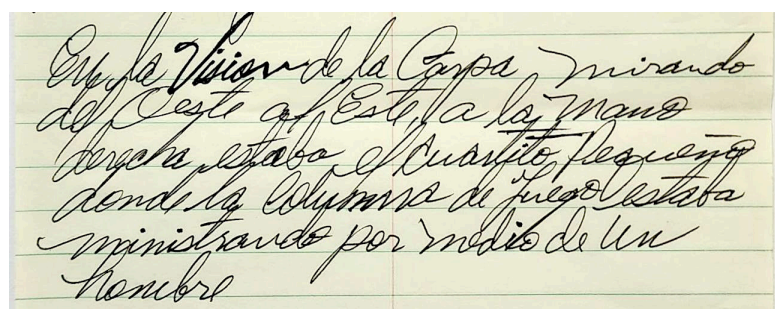 En la Vision de la Carpa mirando
del Oeste al Este, a la mano
derecha estaba el cuartito Pequeño
donde la Columna de fuego estaba
ministrando por medio de Un
hombre